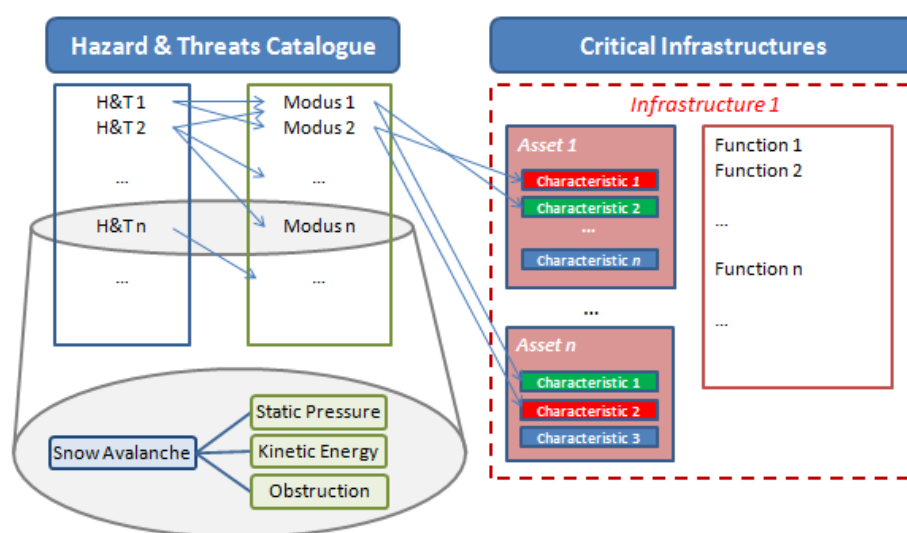 Hazard & Threats Catalogue
H&T 1
H&T 2
...
H&T n
...
Modus 1
Modus 2
...
Modus n
...
Snow Avalanche
Static Pressure
Kinetic Energy
Obstruction
Critical Infrastructures
Infrastructure 1
Asset 1
Characteristic 1
Characteristic 2
...
Characteristic n
...
Asset n
Characteristic 1
Characteristic 2
Characteristic 3
Function 1
Function 2
...
Function n
...